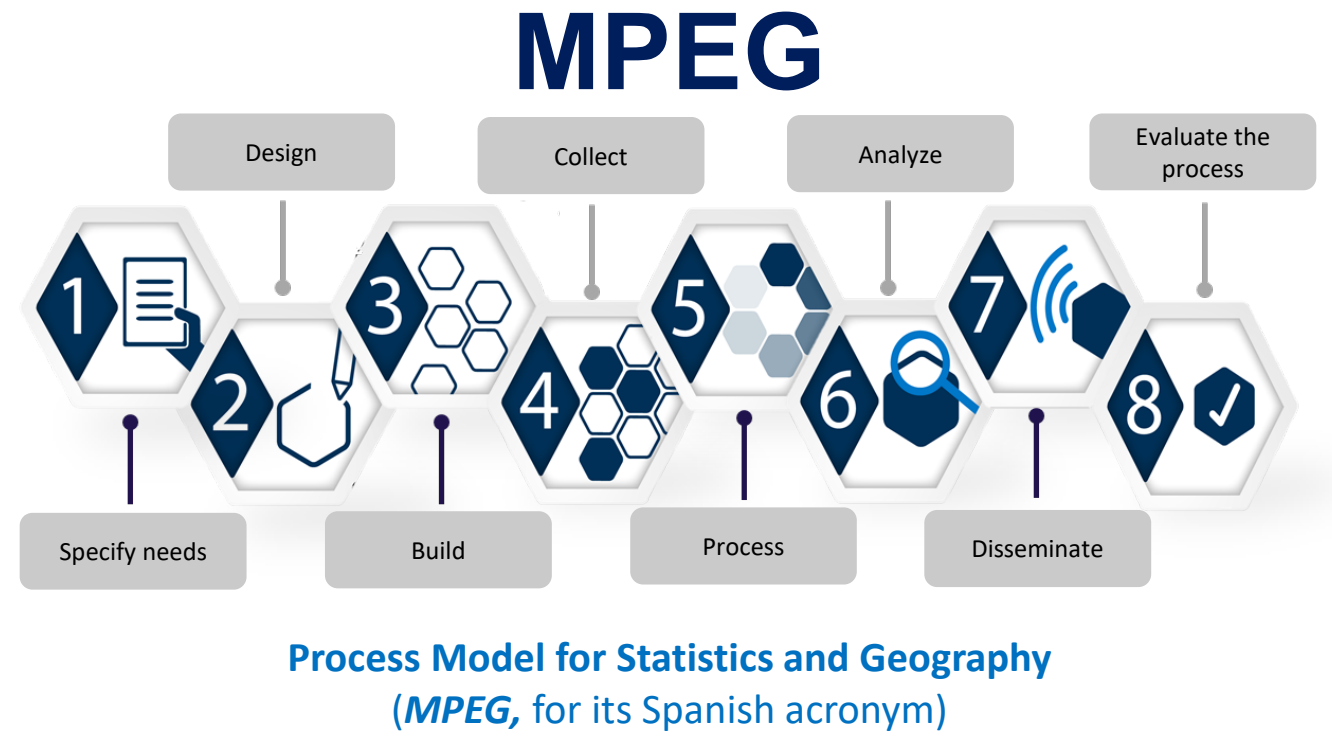 MPEG
Design
Collect
Analyze
Evaluate the
process
1
2
3
4
5
6
7
8
Specify needs
Build
Process
Disseminate
Process Model for Statistics and Geography
(MPEG, for its Spanish acronym)